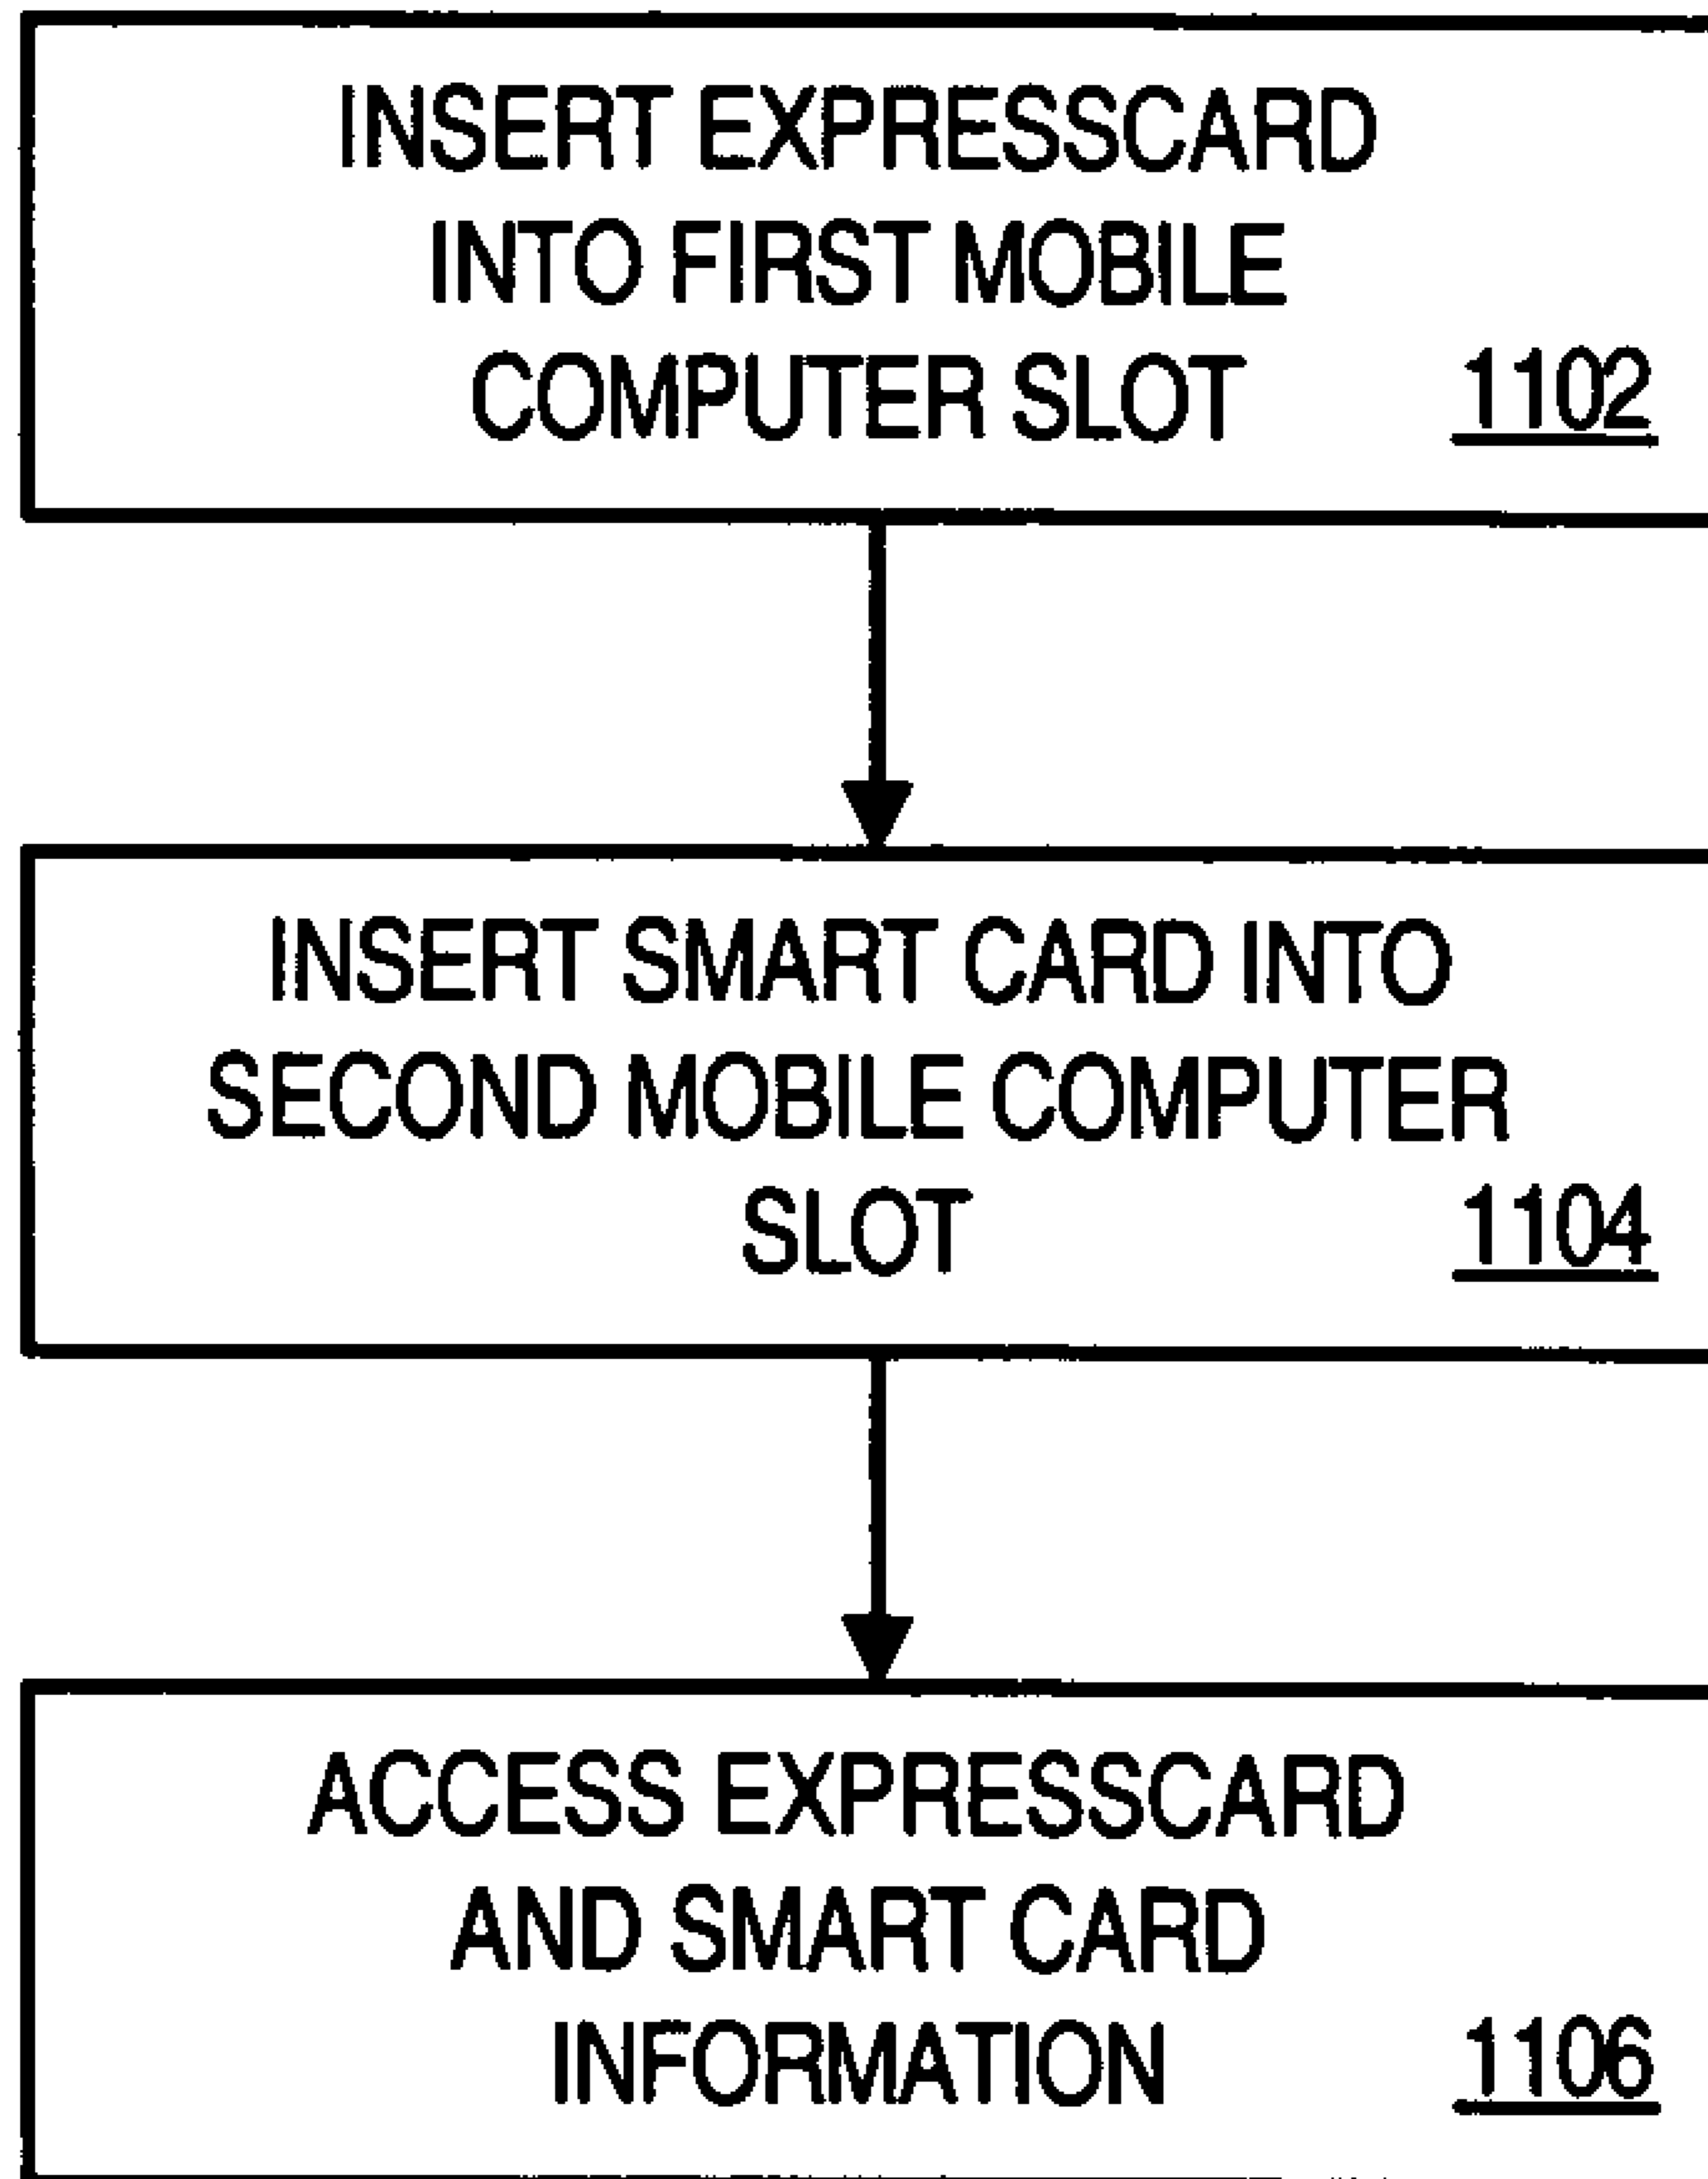 INSERT EXPRESSCARD
INTO FIRST MOBILE
COMPUTER SLOT 1102
INSERT SMART CARD INTO
SECOND MOBILE COMPUTER
SLOT 1104
ACCESS EXPRESSCARD
AND SMART CARD
INFORMATION 1106